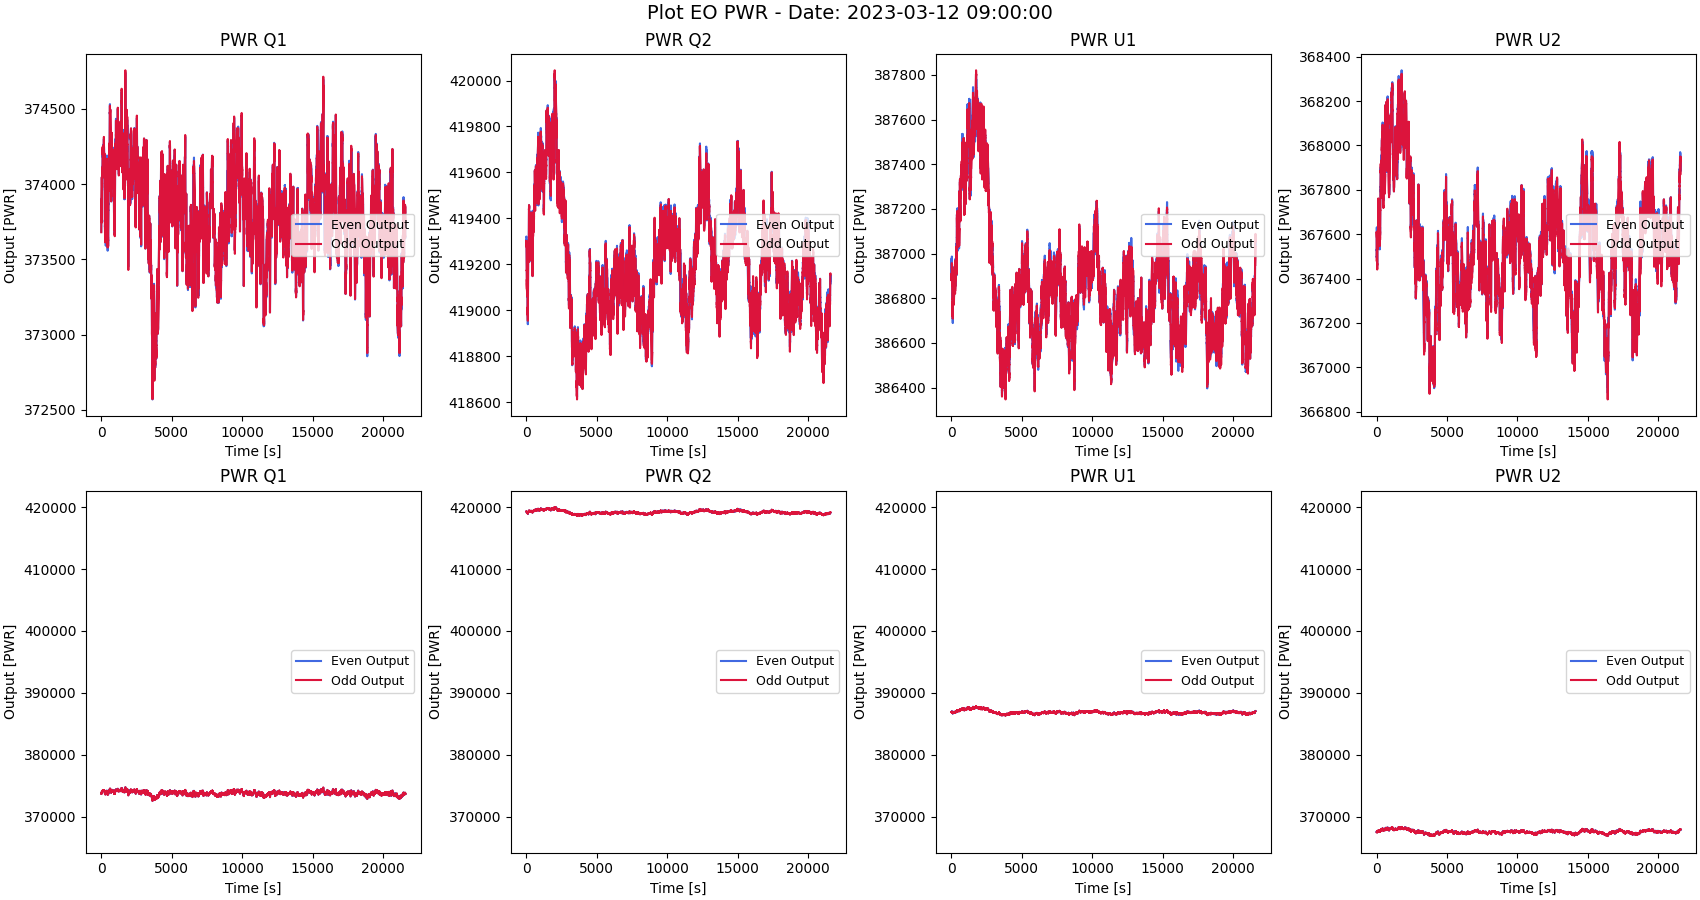 Plot EO PWR - Date: 2023-03-12 09:00:00
PWR Q1
Output [PWR]
374500
374000
373500
373000
372500
Even Output
Odd Output
0 5000 10000 15000 20000
Time [s]
PWR Q2
Output [PWR]
420000
419800
419600
419400
419200
419000
418800
418600
Even Output
Odd Output
0 5000 10000 15000 20000
Time [s]
PWR U1
Output [PWR]
387800
387600
387400
387200
387000
386800
386600
386400
Even Output
Odd Output
0 5000 10000 15000 20000
Time [s]
PWR U2
Output [PWR]
368400
368200
368000
367800
367600
367400
367200
367000
366800
Even Output
Odd Output
0 5000 10000 15000 20000
Time [s]
PWR Q1
Output [PWR]
420000
410000
400000
390000
380000
370000
Even Output
Odd Output
0 5000 10000 15000 20000
Time [s]
PWR Q2
Output [PWR]
420000
410000
400000
390000
380000
370000
Even Output
Odd Output
0 5000 10000 15000 20000
Time [s]
PWR U1
Output [PWR]
420000
410000
400000
390000
380000
370000
Even Output
Odd Output
0 5000 10000 15000 20000
Time [s]
PWR U2
Output [PWR]
420000
410000
400000
390000
380000
370000
Even Output
Odd Output
0 5000 10000 15000 20000
Time [s]